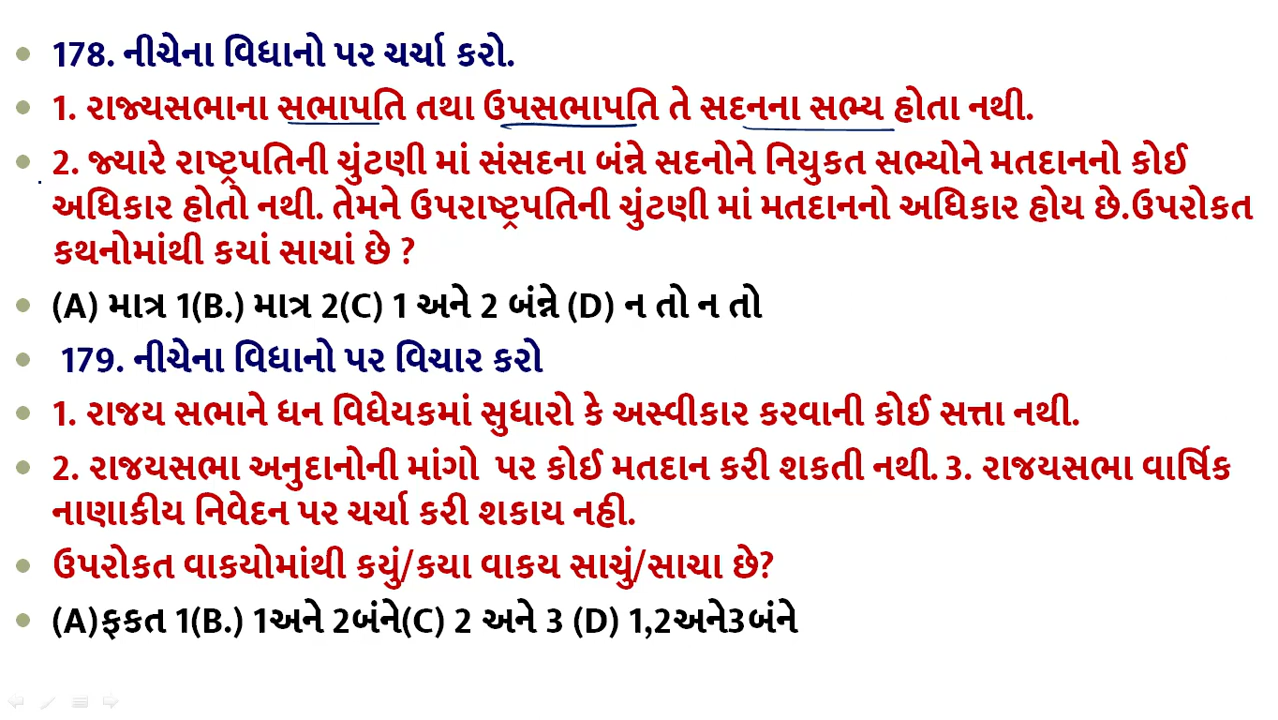 178. નીચેના વિધાનો પર ચર્ચા કરો.
1. રાજ્યસભાના સભાપતિ તથા ઉપસભાપતિ તે સદનના સભ્ય હોતા નથી.
2. જ્યારે રાષ્ટ્રપતિની ચુંટણી માં સંસદના બંન્ને સદનોને નિયુકત સભ્યોને મતદાનનો કોઈ
અધિકાર હોતો નથી. તેમને ઉપરાષ્ટ્રપતિની ચુંટણી માં મતદાનનો અધિકાર હોય છે.ઉપરોકત
કથનોમાંથી કયાં સાચાં છે ?
(A) માત્ર 1(B.) માત્ર 2(C) 1 અને 2 બંન્ને (D) ન તો ન તો
179. નીચેના વિધાનો પર વિચાર કરો
1. રાજય સભાને ધન વિધેયકમાં સુધારો કે અસ્વીકાર કરવાની કોઈ સત્તા નથી.
2. રાજયસભા અનુદાનોની માંગો પર કોઈ મતદાન કરી શકતી નથી. 3. રાજયસભા વાર્ષિક
નાણાકીય નિવેદન પર ચર્ચા કરી શકાય નહી.
ઉપરોકત વાકયોમાંથી કયું/કયા વાકય સાચું/સાચા છે?
(A)ફકત 1(B.) 1અને 2બંને(C) 2 અને 3 (D) 1,2અને3બંને